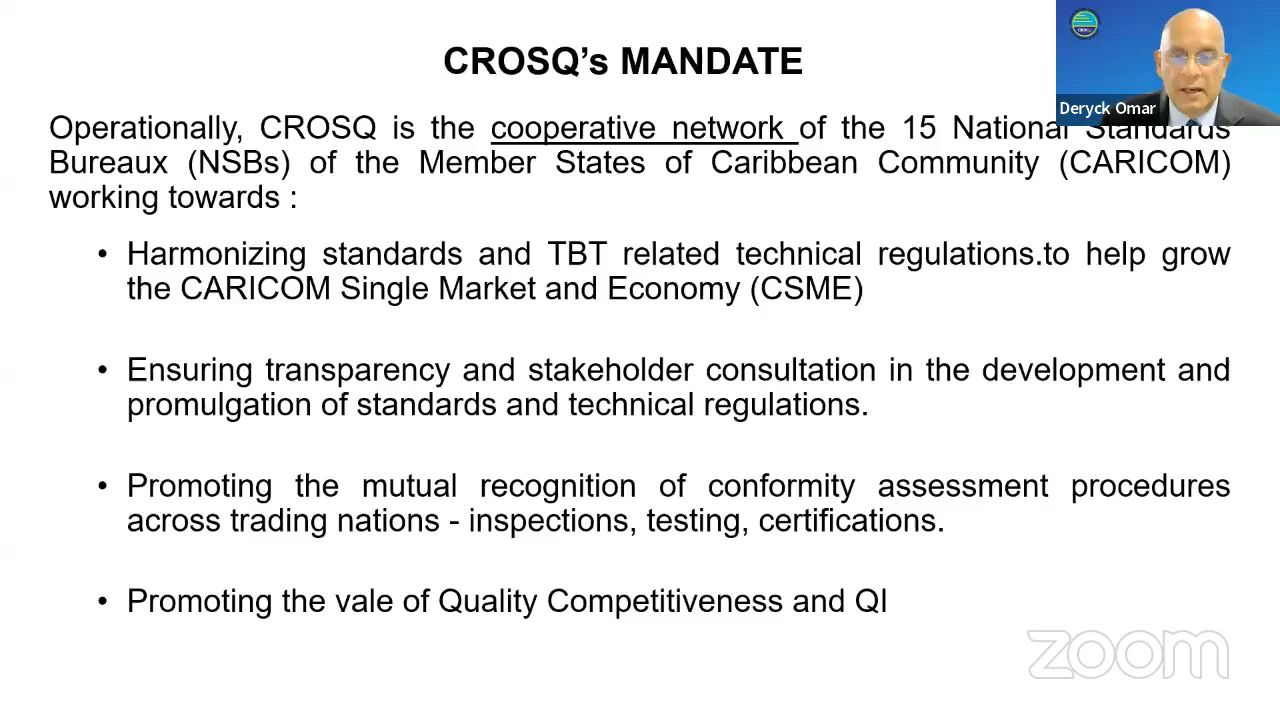 CROSQ's MANDATE
Deryck Omar
Operationally, CROSQ is the cooperative network of the 15 National Standards
Bureaux (NSBs) of the Member States of Caribbean Community (CARICOM)
working towards :
• Harmonizing standards and TBT related technical regulations.to help grow
the CARICOM Single Market and Economy (CSME)
• Ensuring transparency and stakeholder consultation in the development and
promulgation of standards and technical regulations.
• Promoting the mutual recognition of conformity assessment procedures
across trading nations - inspections, testing, certifications.
• Promoting the vale of Quality Competitiveness and QI
zoom